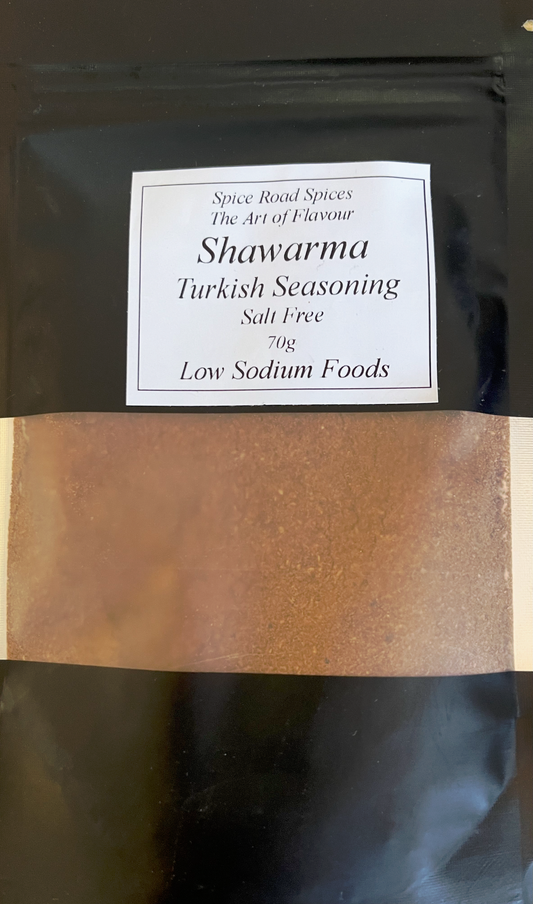 Spice Road Spices
The Art of Flavour
Shawarma
Turkish Seasoning
Salt Free
70g
Low Sodium Foods